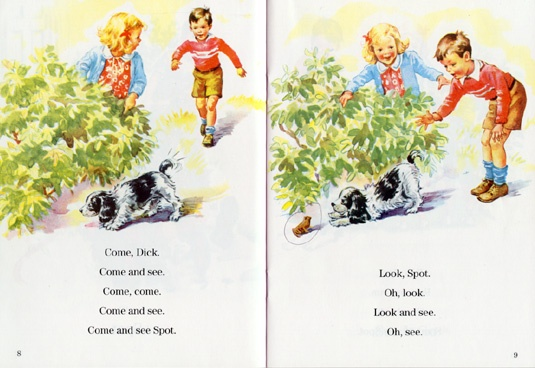 Come, Dick.
Come and see.
Come, come.
Come and see.
Come and see Spot.
8
Look, Spot.
Oh, look.
Look and see.
Oh, see.
9